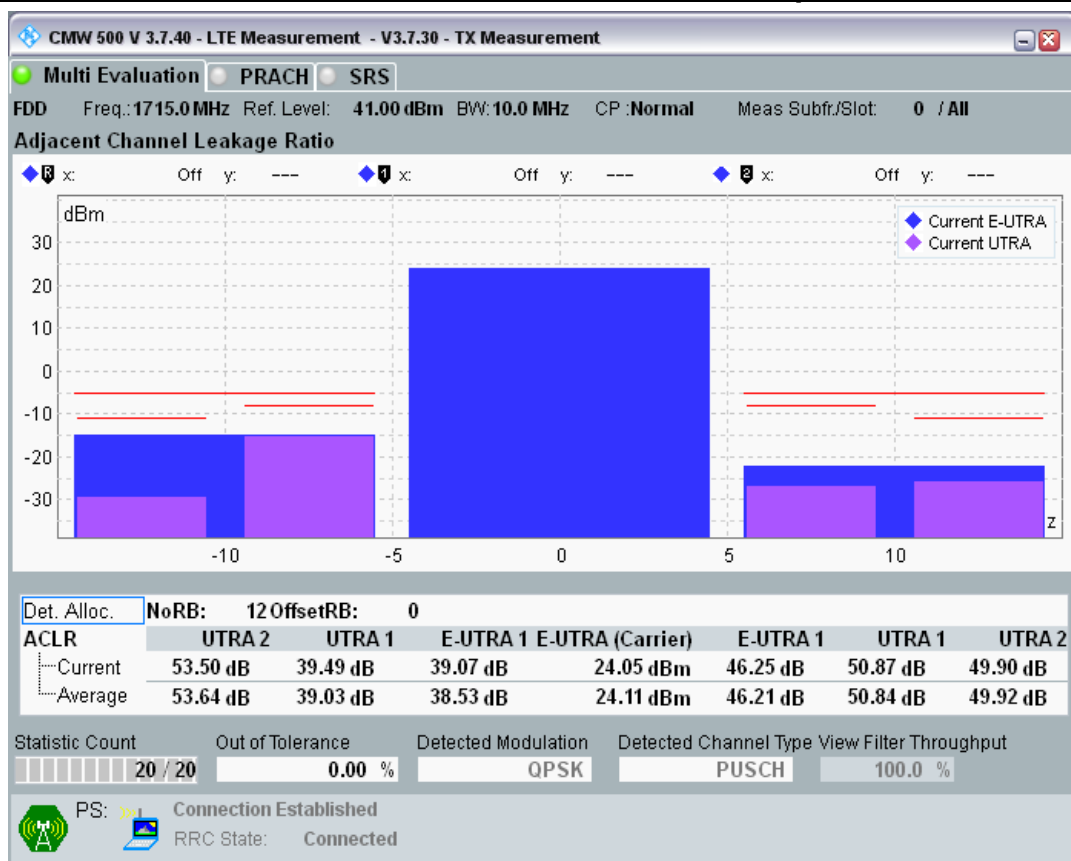 CMW 500 V 3.7.40 - LTE Measurement - V3.7.30 - TX Measurement
Multi Evaluation PRACH SRS
FDD Freq.: 1715.0 MHz Ref. Level: 41.00 dBm BW: 10.0 MHz CP : Normal Meas Subfr./Slot: 0 / All
Adjacent Channel Leakage Ratio
R x: Off y: --- 1 x: Off y: --- 2 x: Off y: ---
dBm
Current E-UTRA
Current UTRA
30
20
10
0
-10
-20
-30
z
-10 -5 0 5 10
Det. Alloc. NoRB: 12 OffsetRB: 0
ACLR UTRA 2 UTRA 1 E-UTRA 1 E-UTRA (Carrier) E-UTRA 1 UTRA 1 UTRA 2
Current 53.50 dB 39.49 dB 39.07 dB 24.05 dBm 46.25 dB 50.87 dB 49.90 dB
Average 53.64 dB 39.03 dB 38.53 dB 24.11 dBm 46.21 dB 50.84 dB 49.92 dB
Statistic Count Out of Tolerance Detected Modulation Detected Channel Type View Filter Throughput
20 / 20 0.00 % QPSK PUSCH 100.0 %
PS: Connection Established
RRC State: Connected